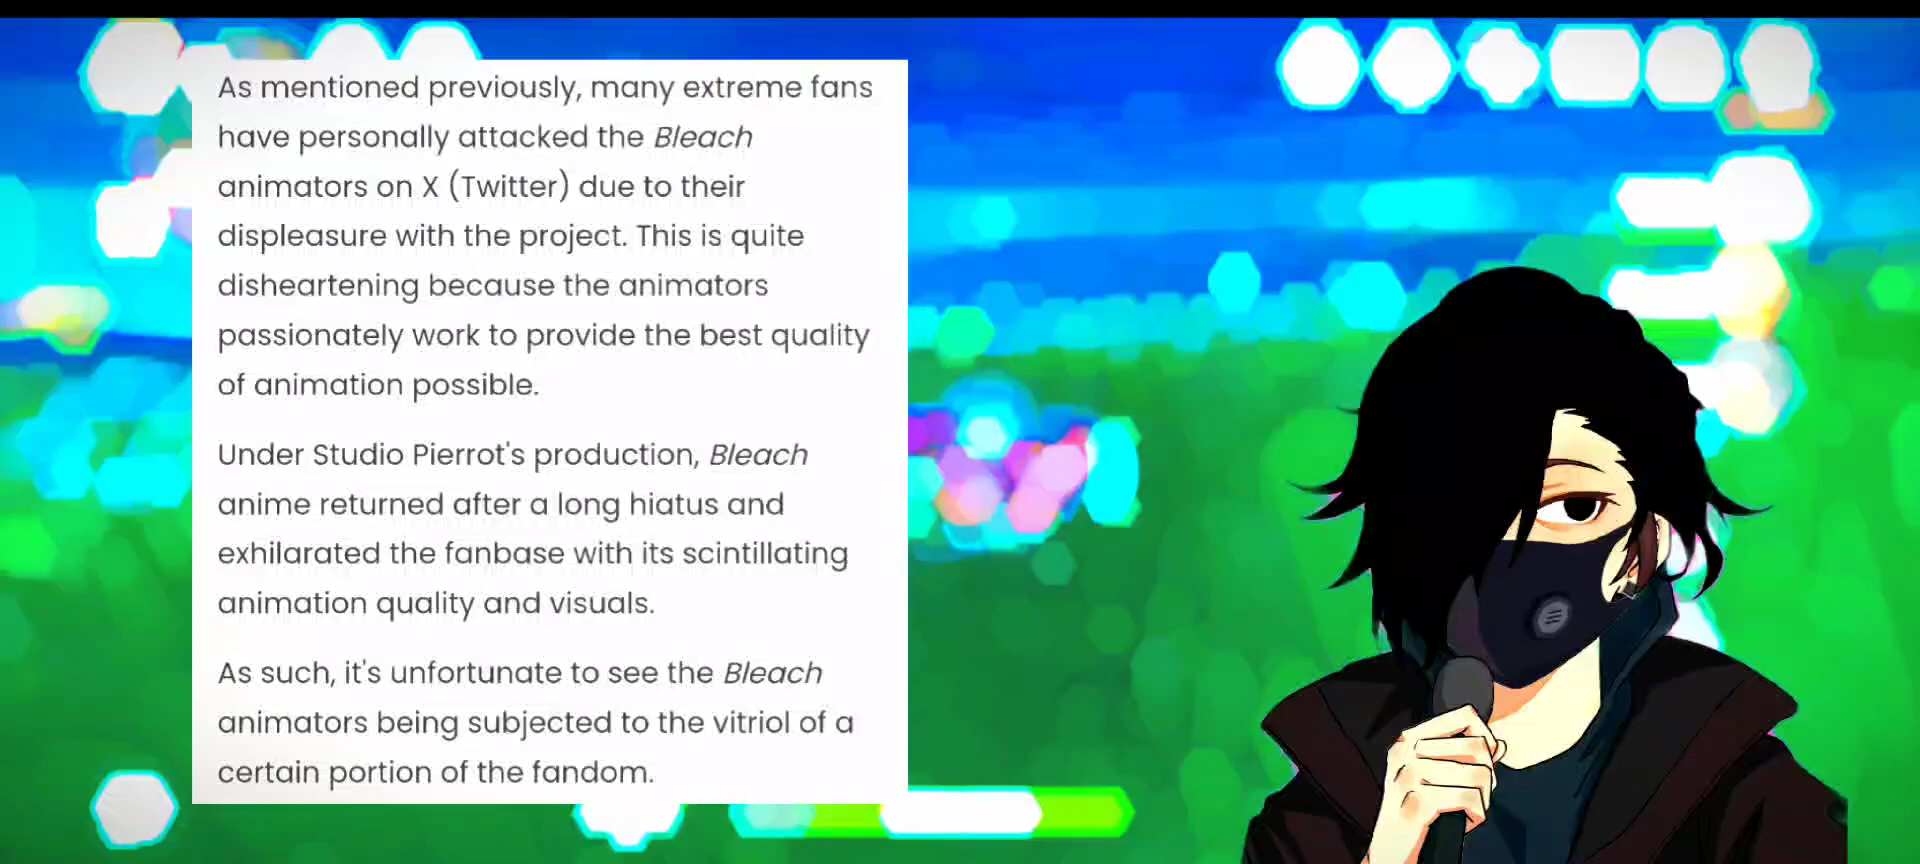 As mentioned previously, many extreme fans
have personally attacked the Bleach
animators on X (Twitter) due to their
displeasure with the project. This is quite
disheartening because the animators
passionately work to provide the best quality
of animation possible.
Under Studio Pierrot's production, Bleach
anime returned after a long hiatus and
exhilarated the fanbase with its scintillating
animation quality and visuals.
As such, it's unfortunate to see the Bleach
animators being subjected to the vitriol of a
certain portion of the fandom.